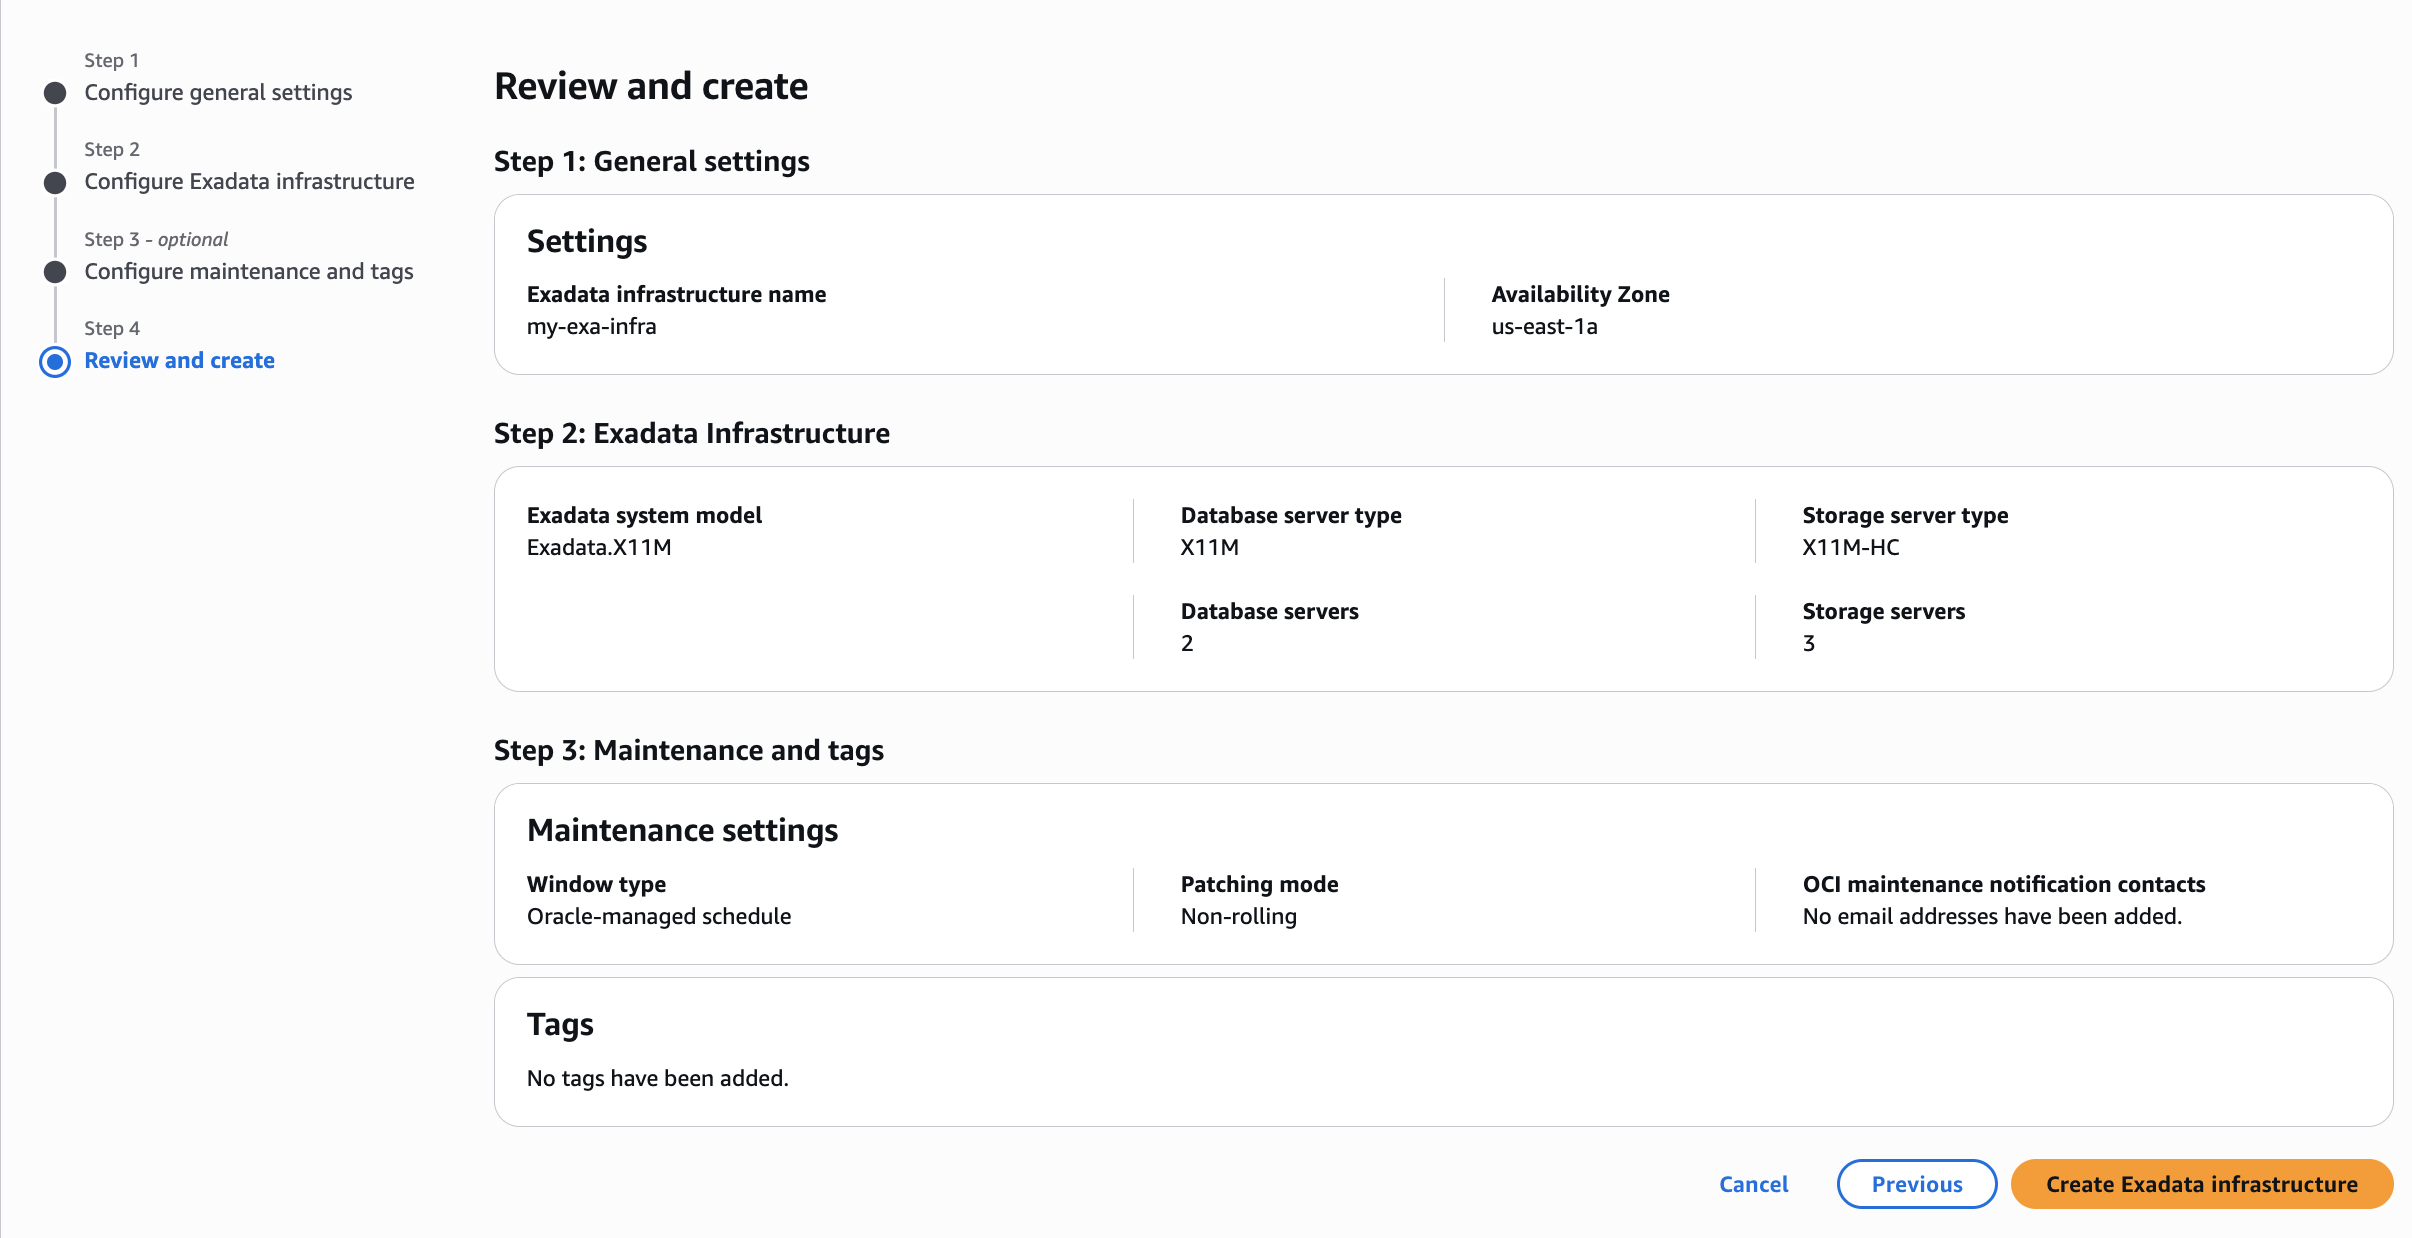 Step 1
Configure general settings
Step 2
Configure Exadata infrastructure
Step 3 - optional
Configure maintenance and tags
Step 4
Review and create
Review and create
Step 1: General settings
Settings
Exadata infrastructure name
my-exa-infra
Availability Zone
us-east-1a
Step 2: Exadata Infrastructure
Exadata system model
Exadata.X11M
Database server type
X11M
Storage server type
X11M-HC
Database servers
2
Storage servers
3
Step 3: Maintenance and tags
Maintenance settings
Window type
Oracle-managed schedule
Patching mode
Non-rolling
OCI maintenance notification contacts
No email addresses have been added.
Tags
No tags have been added.
Cancel
Previous
Create Exadata infrastructure